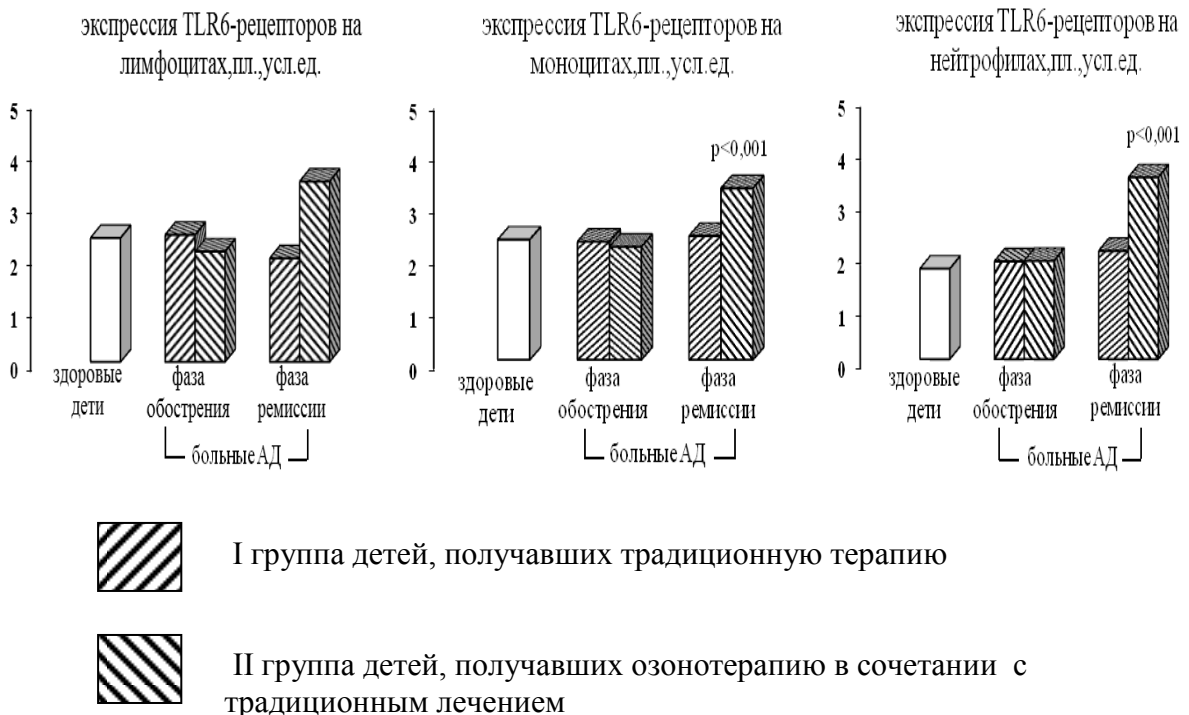 экспрессия TLR6-рецепторов на
лимфоцитах,пл.,усл.ед.
5
4
3
2
1
0
здоровые
дети
фаза
обострения
фаза
ремиссии
больные АД
экспрессия TLR6-рецепторов на
моноцитах,пл.,усл.ед.
5
4
3
2
1
0
p<0,001
здоровые
дети
фаза
обострения
фаза
ремиссии
больные АД
экспрессия TLR6-рецепторов на
нейтрофилах,пл.,усл.ед.
5
4
3
2
1
0
p<0,001
здоровые
дети
фаза
обострения
фаза
ремиссии
больные АД
I группа детей, получавших традиционную терапию
II группа детей, получавших озонотерапию в сочетании с
традиционным лечением